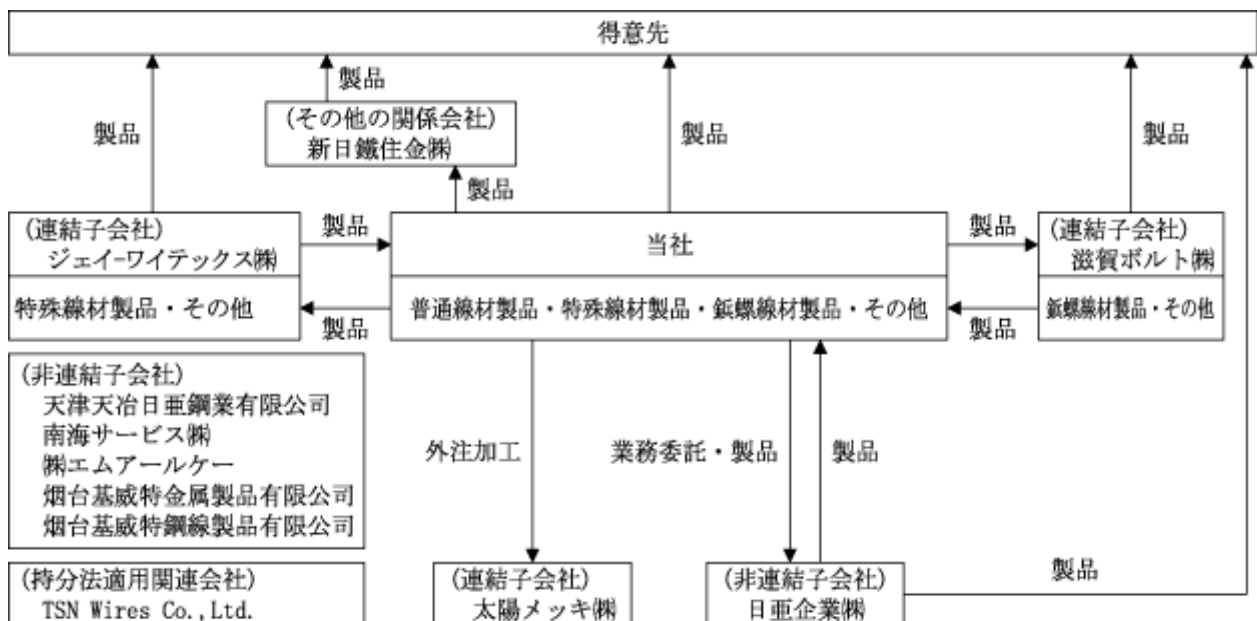 得意先
製品
製品
製品
製品
(その他の関係会社)
新日鐵住金㈱
製品
(連結子会社)
ジェイ-ワイテックス㈱
特殊線材製品・その他
製品
製品
当社
普通線材製品・特殊線材製品・鋲螺線材製品・その他
製品
製品
(連結子会社)
滋賀ボルト㈱
鋲螺線材製品・その他
(非連結子会社)
天津天冶日亜鋼業有限公司
南海サービス㈱
㈱エムアールケー
烟台基威特金属製品有限公司
烟台基威特鋼線製品有限公司
外注加工
業務委託・製品
製品
(持分法適用関連会社)
TSN Wires Co.,Ltd.
(連結子会社)
太陽メッキ㈱
(非連結子会社)
日亜企業㈱
製品